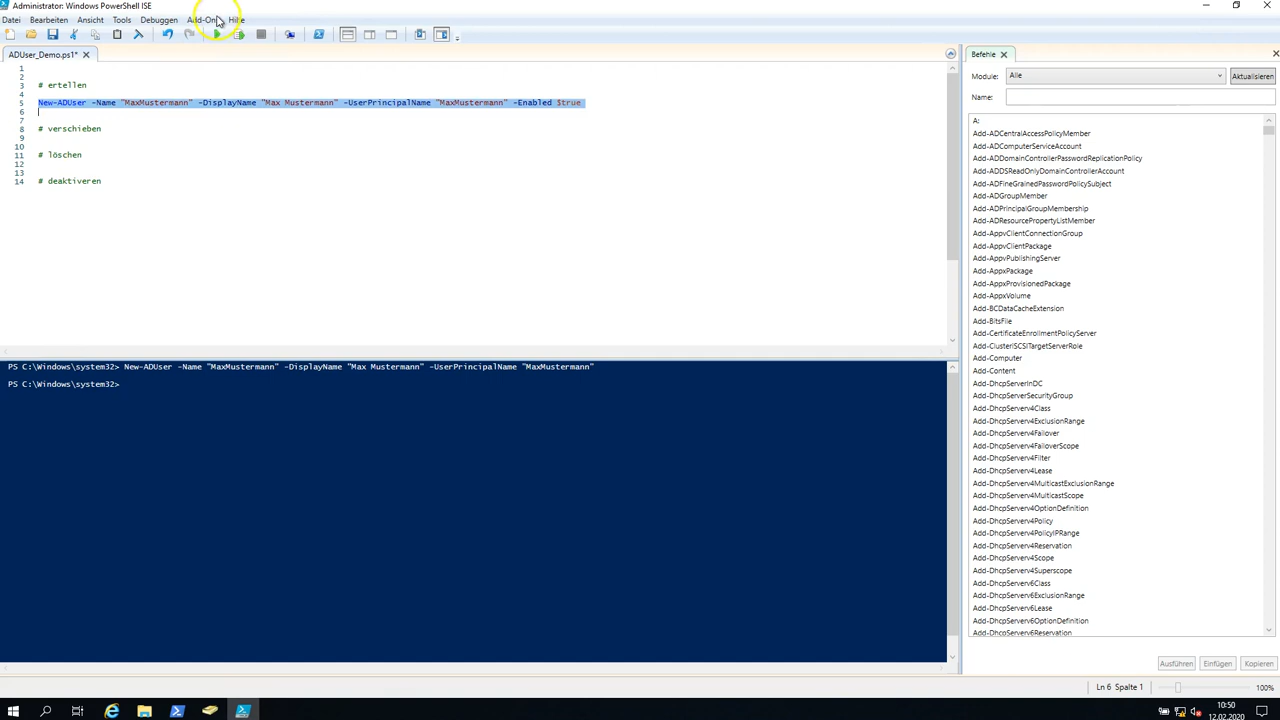 Administrator: Windows PowerShell ISE
Datei Bearbeiten Ansicht Tools Debuggen Add-Ons Hilfe
ADUser_Demo.ps1*
1
2
3 # ertellen
4
5 New-ADUser -Name "MaxMustermann" -DisplayName "Max Mustermann" -UserPrincipalName "MaxMustermann" -Enabled $true
6
7
8 # verschieben
9
10
11 # löschen
12
13
14 # deaktiveren
PS C:\Windows\system32> New-ADUser -Name "MaxMustermann" -DisplayName "Max Mustermann" -UserPrincipalName "MaxMustermann"
PS C:\Windows\system32>
Befehle
Module: Alle Aktualisieren
Name:
A:
Add-ADCentralAccessPolicyMember
Add-ADComputerServiceAccount
Add-ADDomainControllerPasswordReplicationPolicy
Add-ADDSReadOnlyDomainControllerAccount
Add-ADFineGrainedPasswordPolicySubject
Add-ADGroupMember
Add-ADPrincipalGroupMembership
Add-ADResourcePropertyListMember
Add-AppvClientConnectionGroup
Add-AppvClientPackage
Add-AppvPublishingServer
Add-AppxPackage
Add-AppxProvisionedPackage
Add-AppxVolume
Add-BCDataCacheExtension
Add-BitsFile
Add-CertificateEnrollmentPolicyServer
Add-ClusteriSCSITargetServerRole
Add-Computer
Add-Content
Add-DhcpServerInDC
Add-DhcpServerSecurityGroup
Add-DhcpServerv4Class
Add-DhcpServerv4ExclusionRange
Add-DhcpServerv4Failover
Add-DhcpServerv4FailoverScope
Add-DhcpServerv4Filter
Add-DhcpServerv4Lease
Add-DhcpServerv4MulticastExclusionRange
Add-DhcpServerv4MulticastScope
Add-DhcpServerv4OptionDefinition
Add-DhcpServerv4Policy
Add-DhcpServerv4PolicyIPRange
Add-DhcpServerv4Reservation
Add-DhcpServerv4Scope
Add-DhcpServerv4Superscope
Add-DhcpServerv6Class
Add-DhcpServerv6ExclusionRange
Add-DhcpServerv6Lease
Add-DhcpServerv6OptionDefinition
Add-DhcpServerv6Reservation
Ausführen Einfügen Kopieren
Ln 6 Spalte 1 100%
10:50
12.02.2020